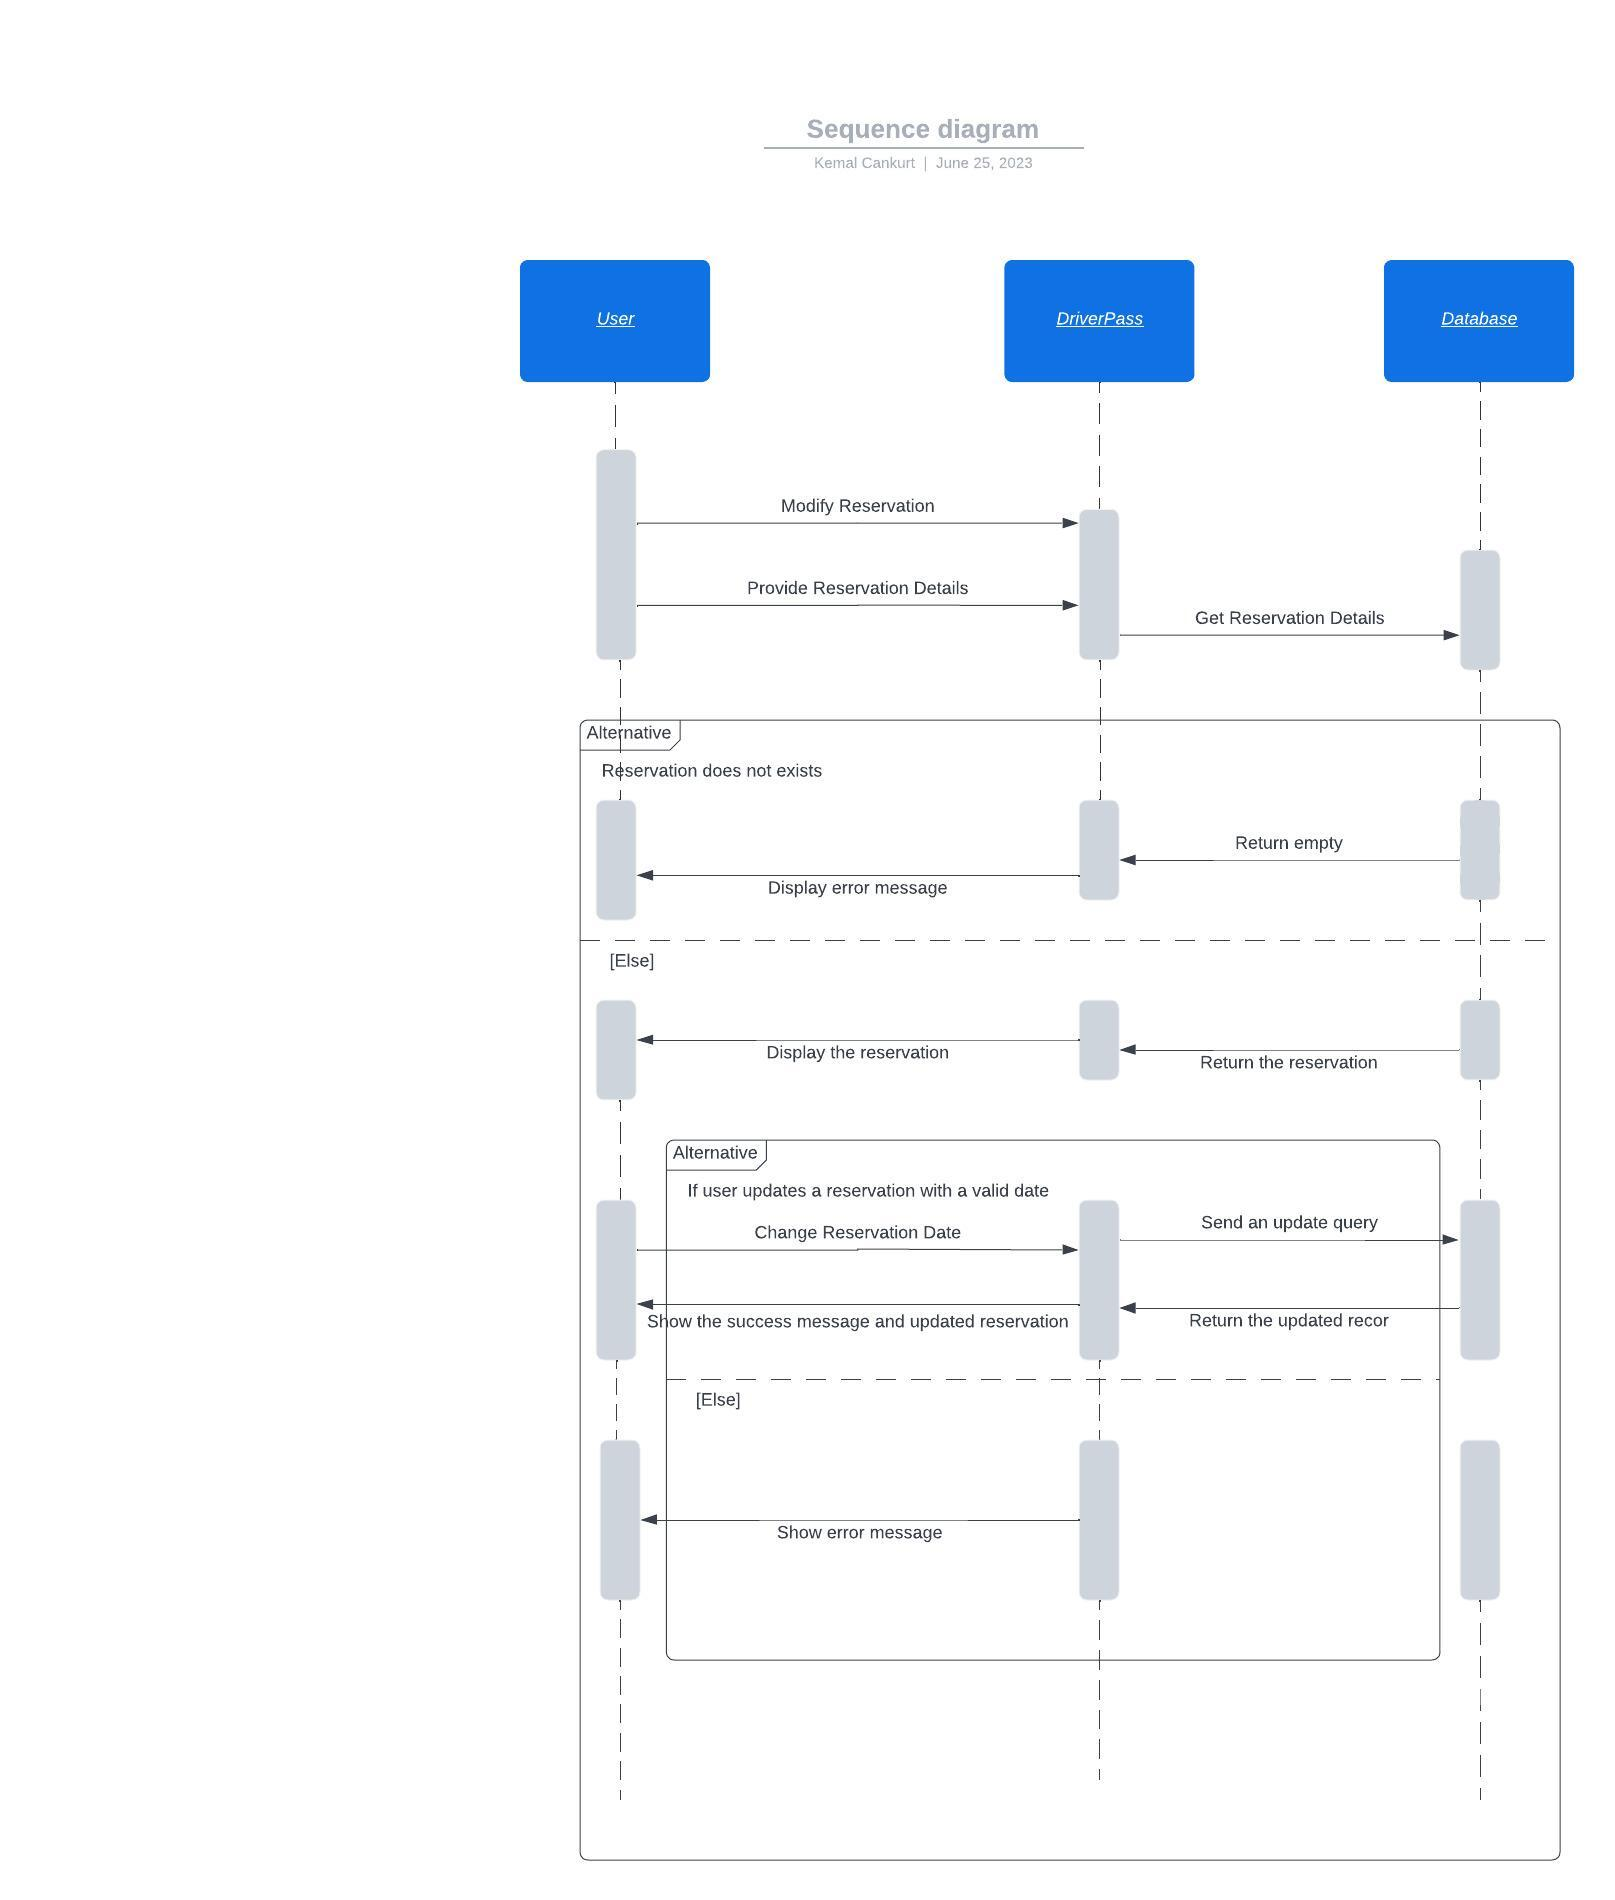 Sequence diagram
Kemal Cankurt | June 25, 2023
User
DriverPass
Database
Modify Reservation
Provide Reservation Details
Get Reservation Details
Alternative
Reservation does not exists
Return empty
Display error message
[Else]
Display the reservation
Return the reservation
Alternative
If user updates a reservation with a valid date
Send an update query
Change Reservation Date
Show the success message and updated reservation
Return the updated recor
[Else]
Show error message